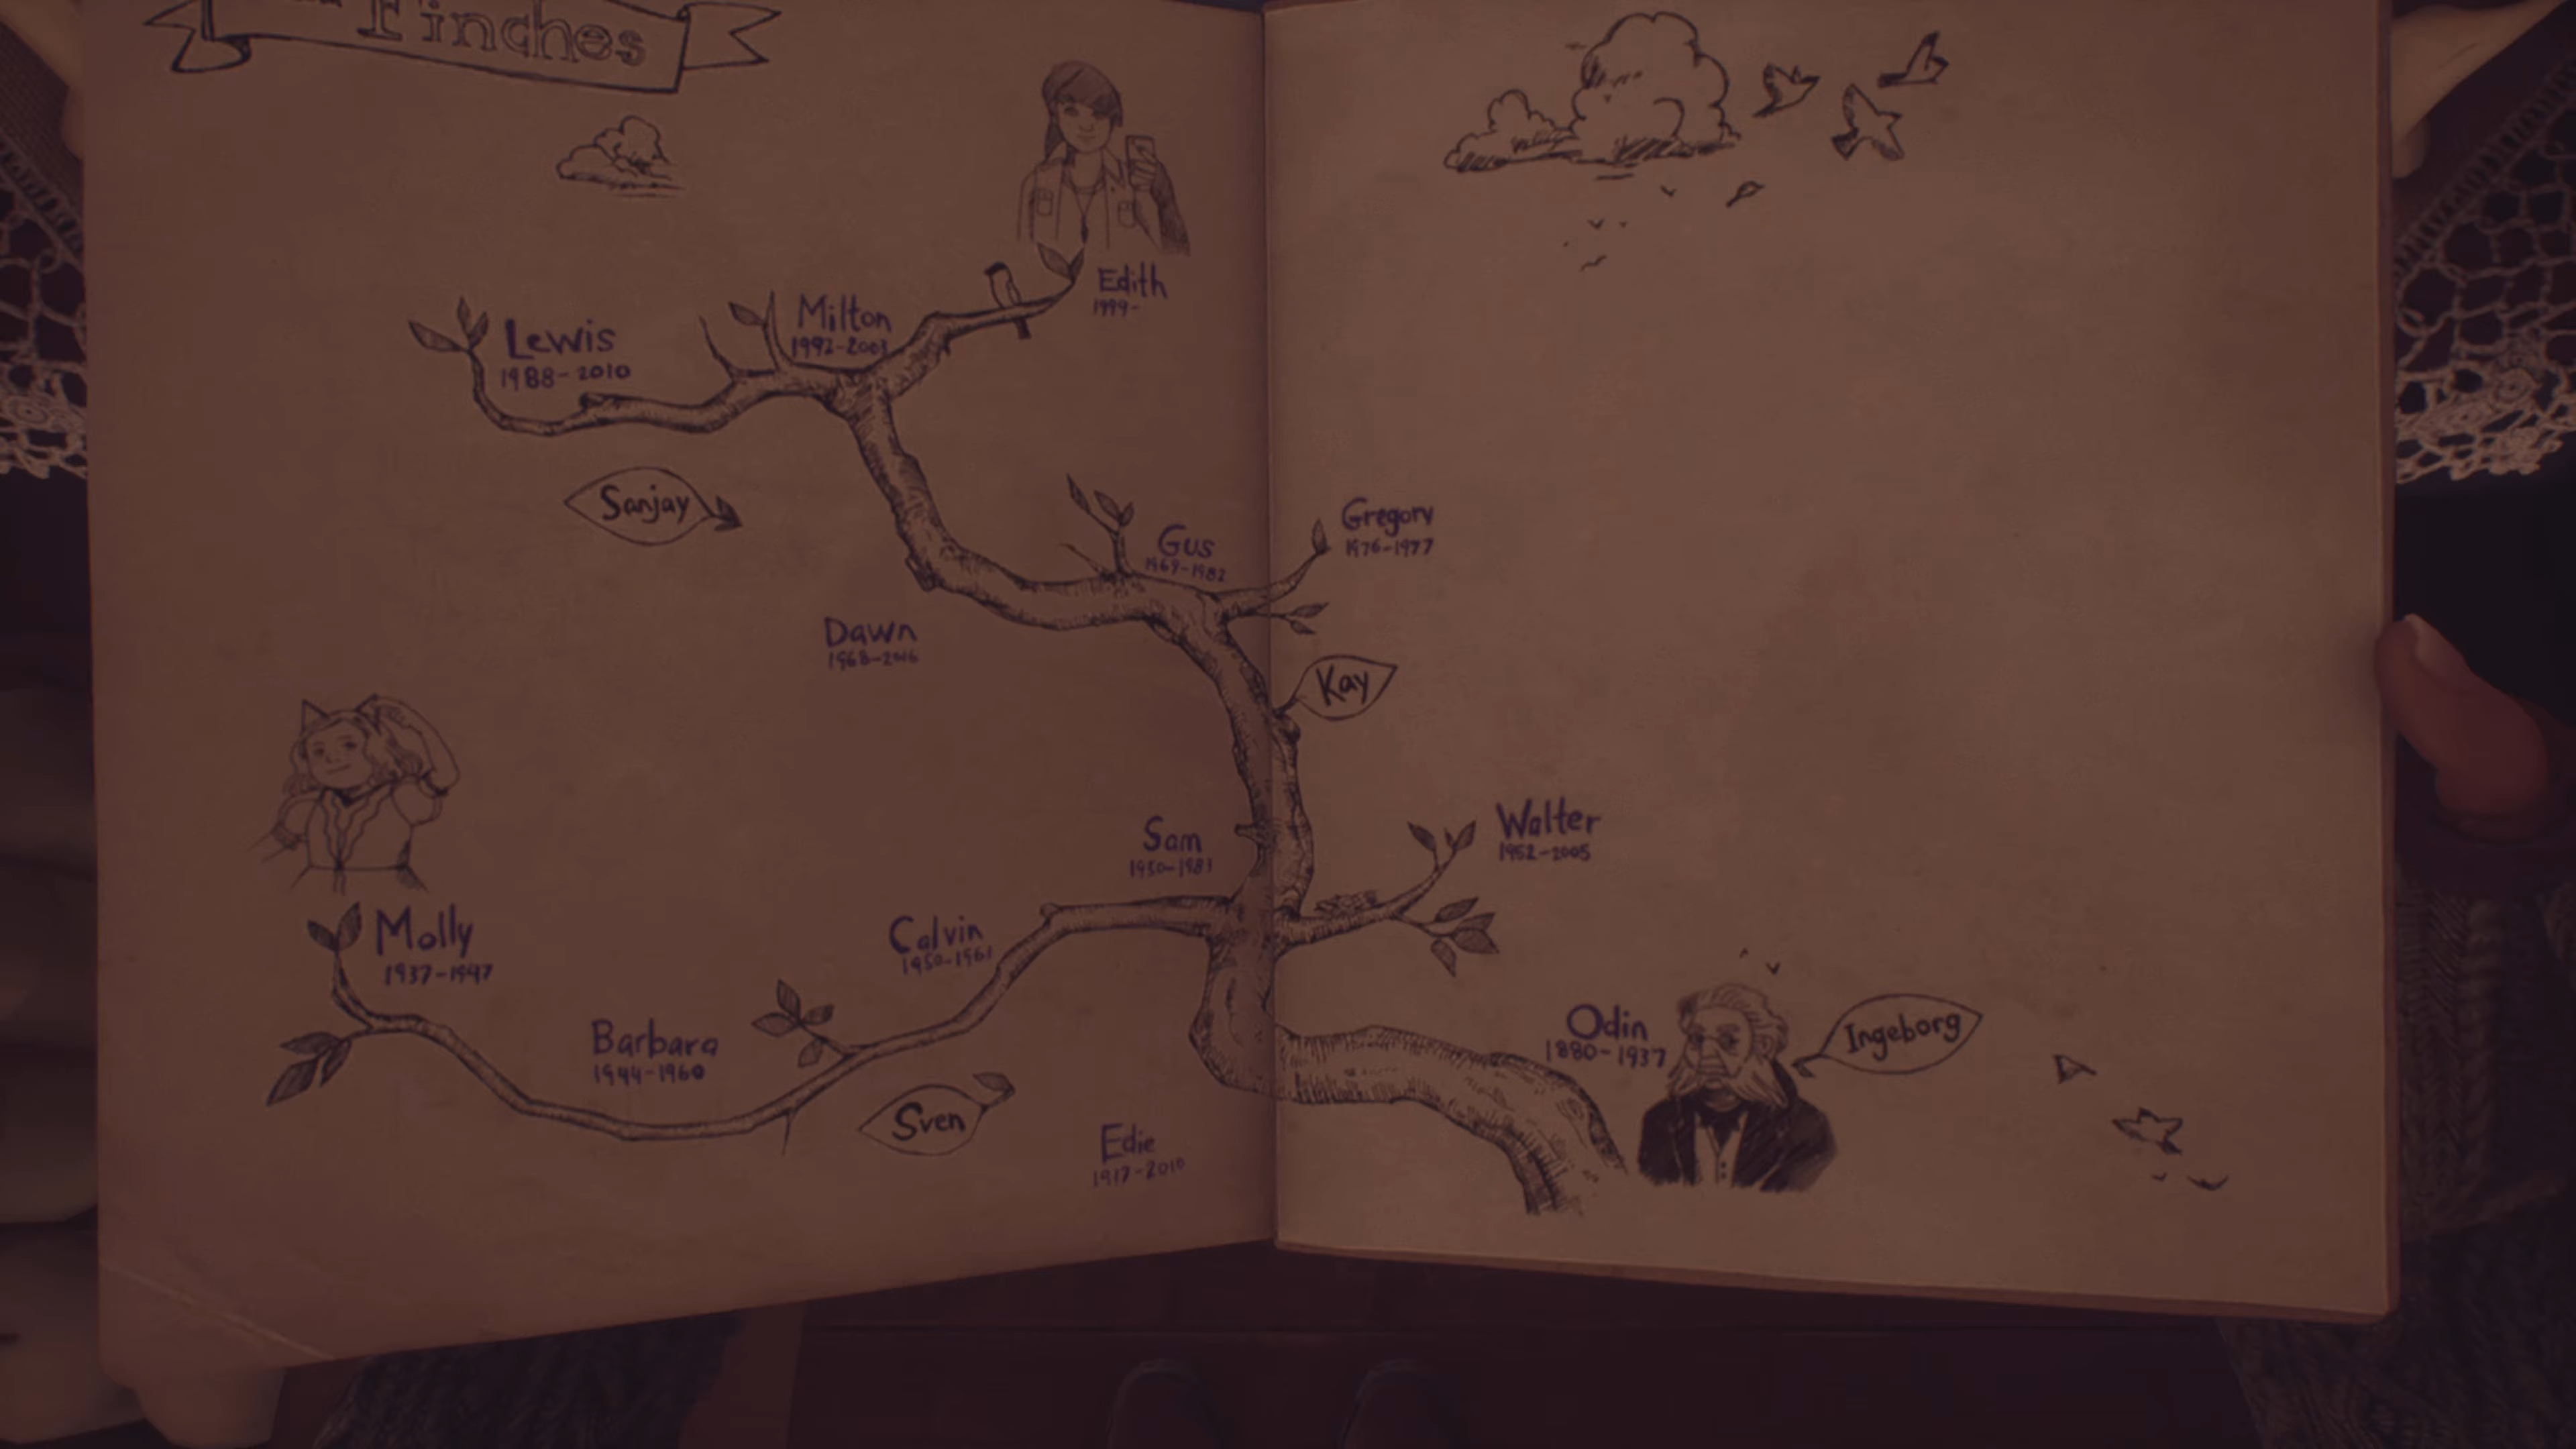 Finches
Edith
1999-
Milton
1992-2003
Lewis
1988-2010
Sanjay
Gregory
1976-1977
Gus
1969-1982
Dawn
1968-2016
Kay
Walter
1952-2005
Sam
1950-1983
Calvin
1950-1961
Molly
1937-1947
Barbara
1944-1960
Sven
Odin
1880-1937
Ingeborg
Edie
1917-2010